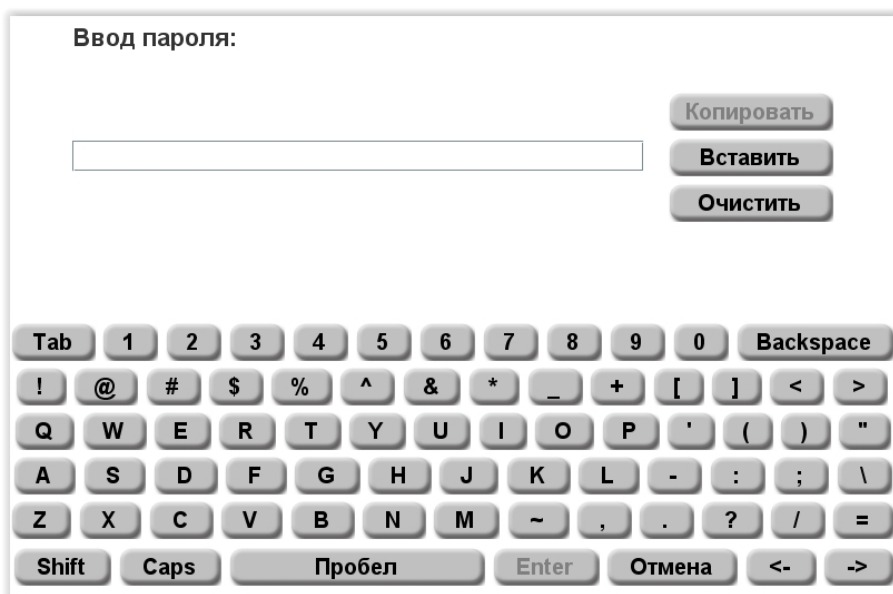 Ввод пароля:
Копировать
Вставить
Очистить
Tab 1 2 3 4 5 6 7 8 9 0 Backspace
! @ # $ % ^ & * _ + [ ] < >
Q W E R T Y U I O P ' ( ) "
A S D F G H J K L - : ; \
Z X C V B N M ~ , . ? / =
Shift Caps Пробел Enter Отмена <- ->